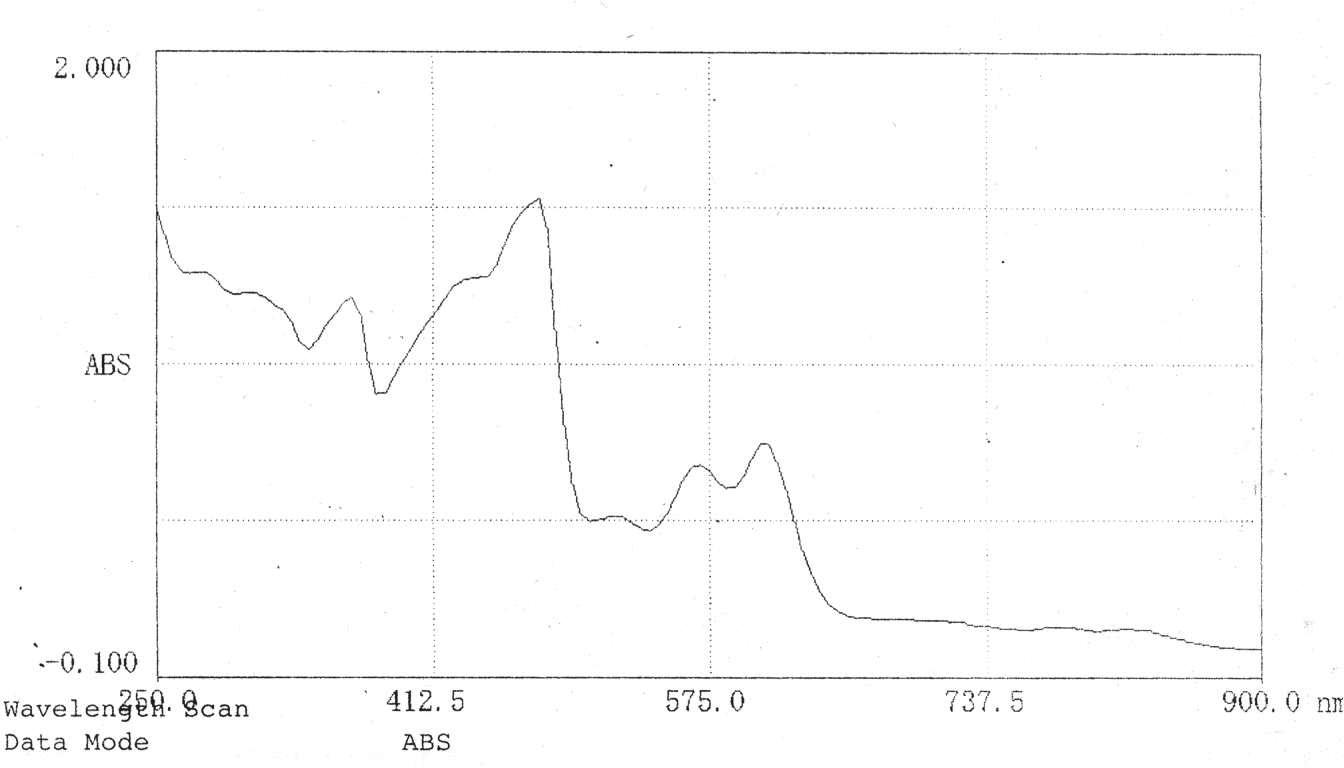 2.000
ABS
-0.100
250.0 412.5 575.0 737.5 900.0 nm
Wavelength Scan
Data Mode ABS